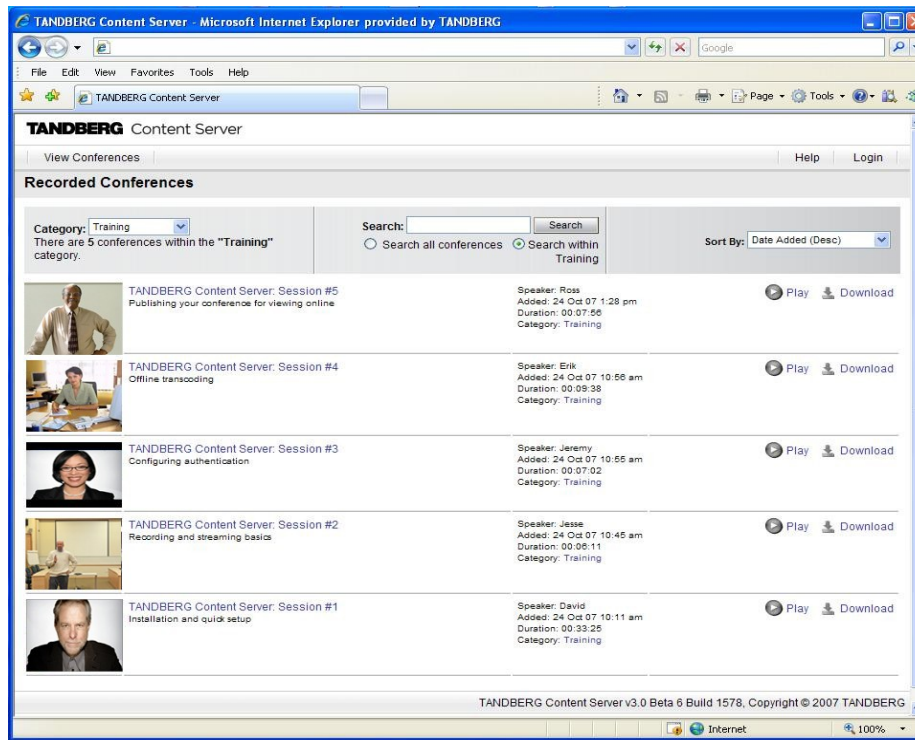 TANDBERG Content Server - Microsoft Internet Explorer provided by TANDBERG
Google
File Edit View Favorites Tools Help
TANDBERG Content Server
Page Tools
TANDBERG Content Server
View Conferences
Help Login
Recorded Conferences
Category: Training
There are 5 conferences within the "Training"
category.
Search: Search
Search all conferences Search within
Training
Sort By: Date Added (Desc)
TANDBERG Content Server: Session #5
Publishing your conference for viewing online
Speaker: Ross
Added: 24 Oct 07 1:28 pm
Duration: 00:07:56
Category: Training
Play Download
TANDBERG Content Server: Session #4
Offline transcoding
Speaker: Erik
Added: 24 Oct 07 10:56 am
Duration: 00:09:38
Category: Training
Play Download
TANDBERG Content Server: Session #3
Configuring authentication
Speaker: Jeremy
Added: 24 Oct 07 10:55 am
Duration: 00:07:02
Category: Training
Play Download
TANDBERG Content Server: Session #2
Recording and streaming basics
Speaker: Jesse
Added: 24 Oct 07 10:45 am
Duration: 00:06:11
Category: Training
Play Download
TANDBERG Content Server: Session #1
Installation and quick setup
Speaker: David
Added: 24 Oct 07 10:11 am
Duration: 00:33:25
Category: Training
Play Download
TANDBERG Content Server v3.0 Beta 6 Build 1578, Copyright © 2007 TANDBERG
Internet 100%